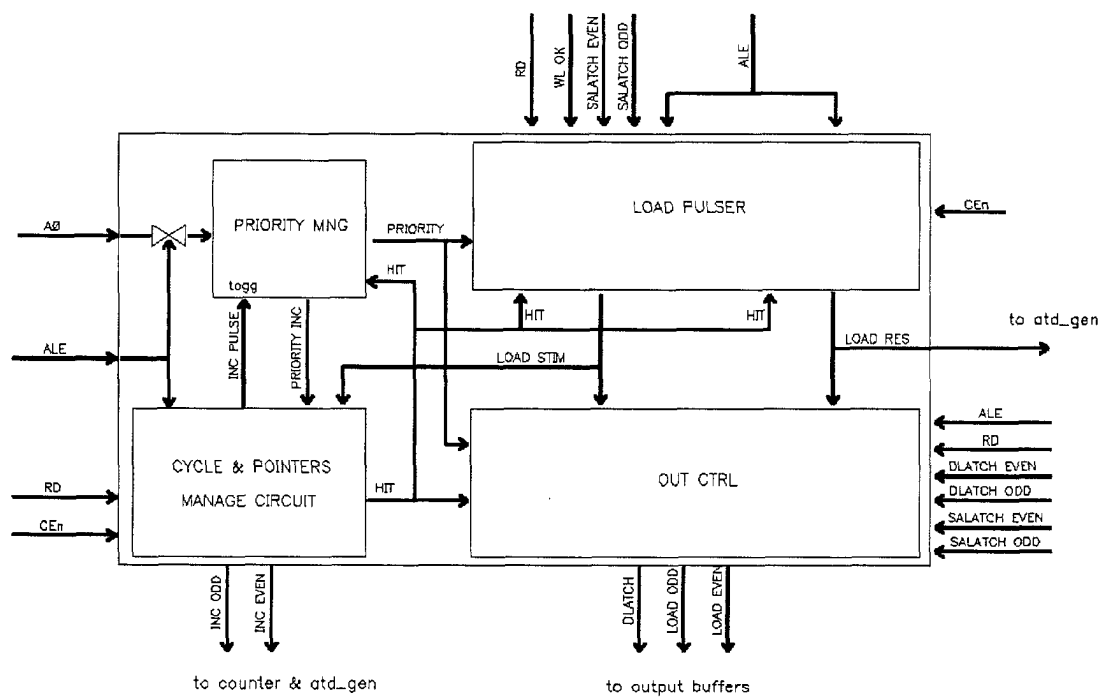 RD
WL OK
SALATCH EVEN
SALATCH ODD
ALE
AØ
PRIORITY MNG
togg
PRIORITY
LOAD PULSER
CEn
HIT
HIT
HIT
to atd_gen
ALE
INC PULSE
PRIORITY INC
LOAD STIM
LOAD RES
CYCLE & POINTERS
MANAGE CIRCUIT
HIT
OUT CTRL
ALE
RD
DLATCH EVEN
DLATCH ODD
SALATCH EVEN
SALATCH ODD
RD
CEn
INC ODD
INC EVEN
DLATCH
LOAD ODD
LOAD EVEN
to counter & atd_gen
to output buffers